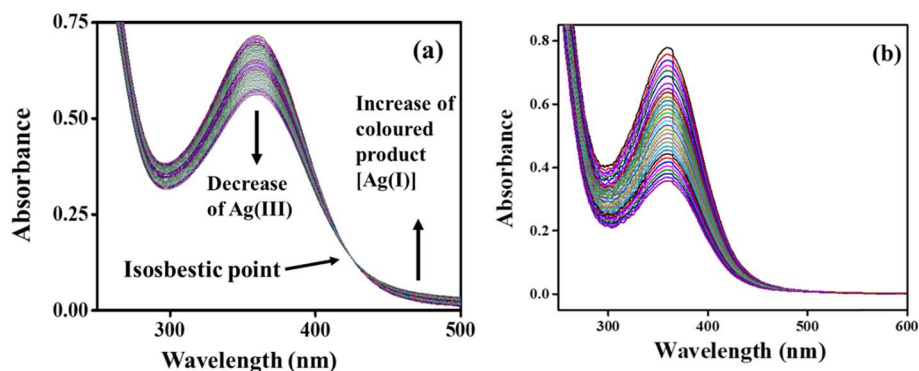 (a)
Absorbance
0.75
0.50
0.25
0.00
Decrease
of Ag(III)
Increase of
coloured
product
[Ag(I)]
Isosbestic point
300
400
500
Wavelength (nm)
(b)
Absorbance
0.8
0.6
0.4
0.2
0.0
300
400
500
600
Wavelength (nm)